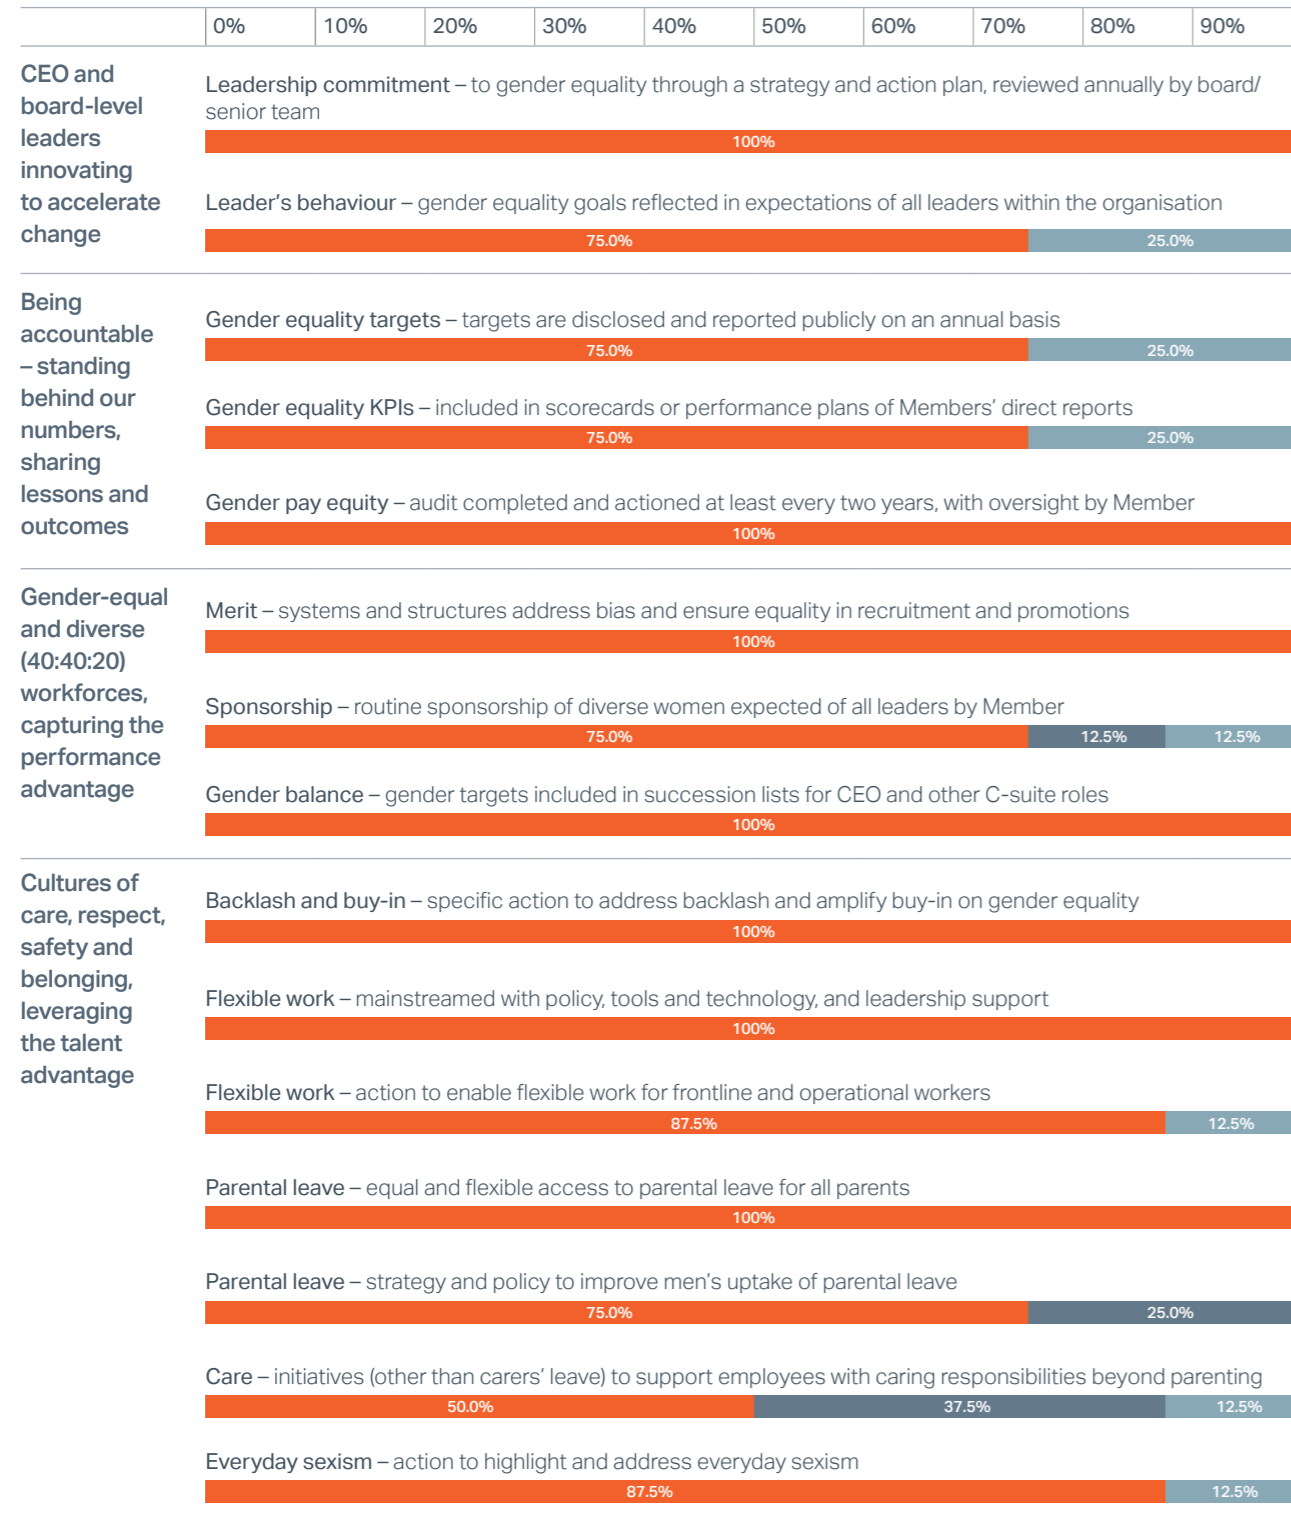 0% 10% 20% 30% 40% 50% 60% 70% 80% 90%
CEO and
board-level
leaders
innovating
to accelerate
change
Leadership commitment – to gender equality through a strategy and action plan, reviewed annually by board/
senior team
100%
Leader’s behaviour – gender equality goals reflected in expectations of all leaders within the organisation
75.0% 25.0%
Being
accountable
– standing
behind our
numbers,
sharing
lessons and
outcomes
Gender equality targets – targets are disclosed and reported publicly on an annual basis
75.0% 25.0%
Gender equality KPIs – included in scorecards or performance plans of Members’ direct reports
75.0% 25.0%
Gender pay equity – audit completed and actioned at least every two years, with oversight by Member
100%
Gender-equal
and diverse
(40:40:20)
workforces,
capturing the
performance
advantage
Merit – systems and structures address bias and ensure equality in recruitment and promotions
100%
Sponsorship – routine sponsorship of diverse women expected of all leaders by Member
75.0% 12.5% 12.5%
Gender balance – gender targets included in succession lists for CEO and other C-suite roles
100%
Cultures of
care, respect,
safety and
belonging,
leveraging
the talent
advantage
Backlash and buy-in – specific action to address backlash and amplify buy-in on gender equality
100%
Flexible work – mainstreamed with policy, tools and technology, and leadership support
100%
Flexible work – action to enable flexible work for frontline and operational workers
87.5% 12.5%
Parental leave – equal and flexible access to parental leave for all parents
100%
Parental leave – strategy and policy to improve men’s uptake of parental leave
75.0% 25.0%
Care – initiatives (other than carers’ leave) to support employees with caring responsibilities beyond parenting
50.0% 37.5% 12.5%
Everyday sexism – action to highlight and address everyday sexism
87.5% 12.5%